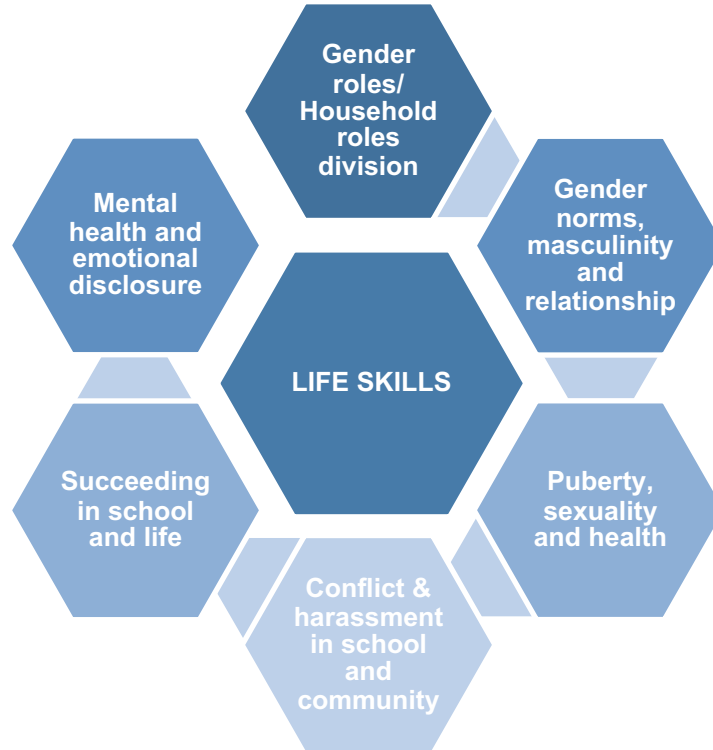 Gender
roles/
Household
roles
division
Gender
norms,
masculinity
and
relationship
Puberty,
sexuality
and health
Conflict &
harassment
in school
and
community
Succeeding
in school
and life
Mental
health and
emotional
disclosure
LIFE SKILLS